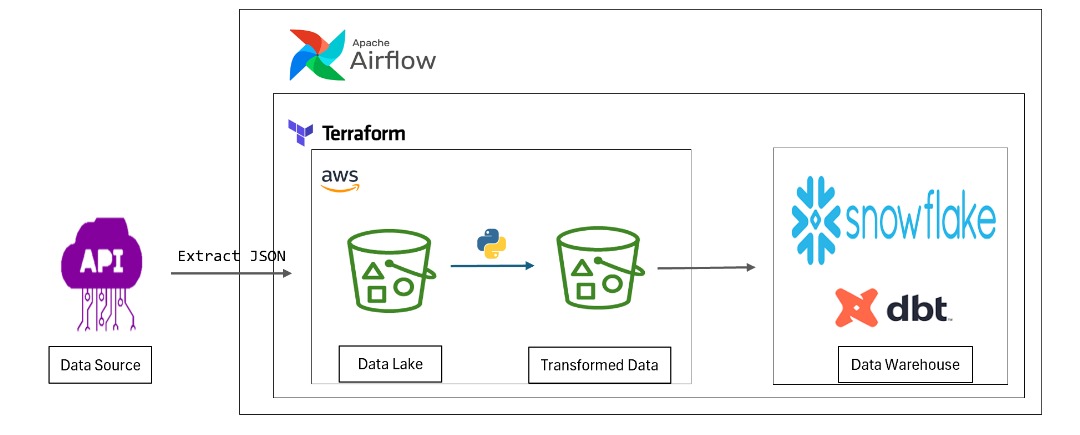 Apache
Airflow
Terraform
aws
API
Extract JSON
snowflake
dbt
Data Source
Data Lake
Transformed Data
Data Warehouse